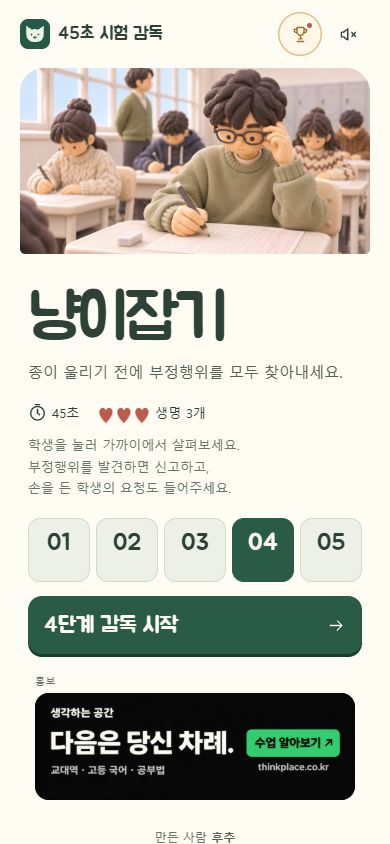 45초 시험 감독
냥이잡기
종이 울리기 전에 부정행위를 모두 찾아내세요.
45초 생명 3개
학생을 눌러 가까이에서 살펴보세요.
부정행위를 발견하면 신고하고,
손을 든 학생의 요청도 들어주세요.
01 02 03 04 05
4단계 감독 시작 →
홍보
생각하는 공간
다음은 당신 차례.
수업 알아보기 ↗
교대역 · 고등 국어 · 공부법
thinkplace.co.kr
만든 사람 후추